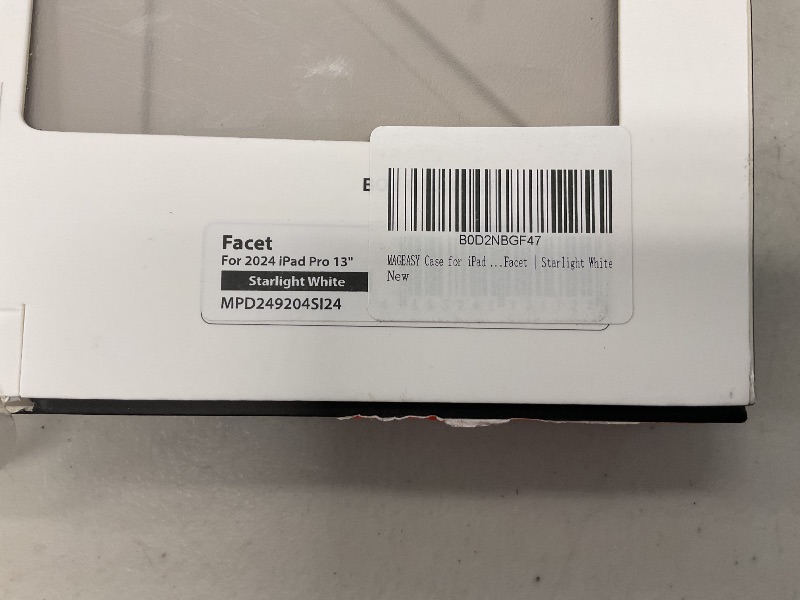 Facet
For 2024 iPad Pro 13"
Starlight White
MPD249204SI24
B0D2NBGF47
MAGEASY Case for iPad ...Facet | Starlight White
New